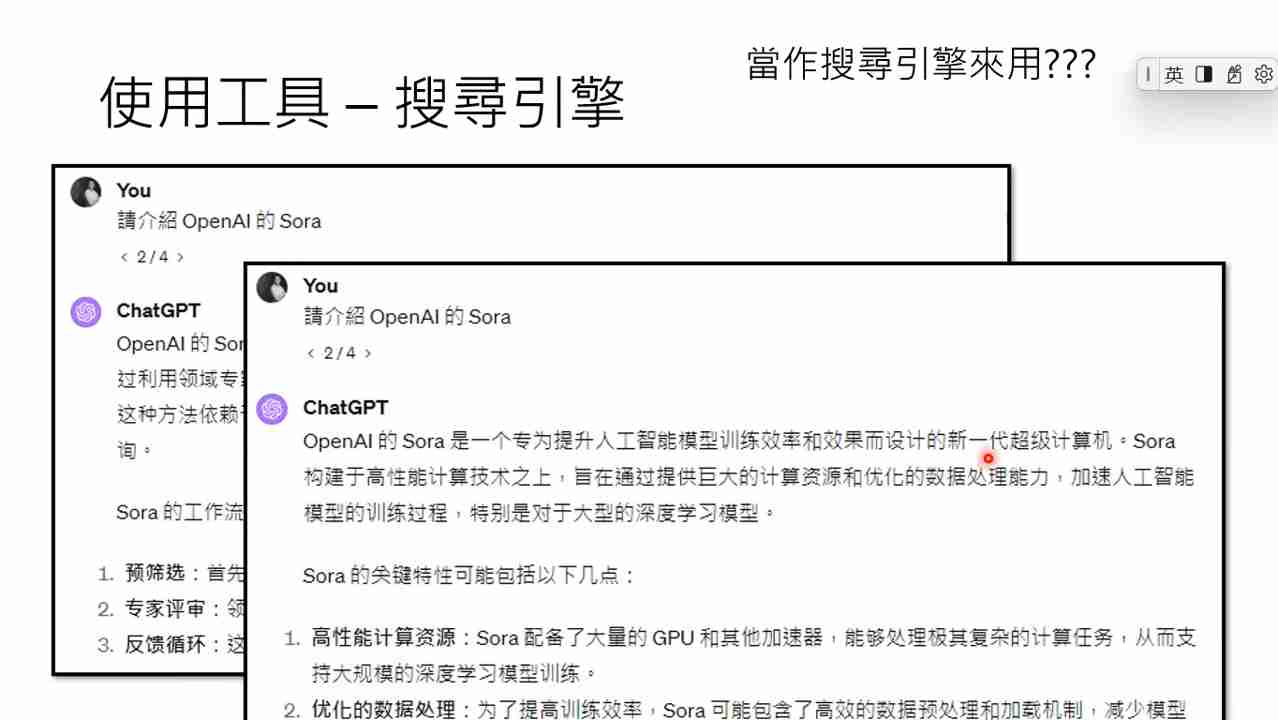 當作搜尋引擎來用???
使用工具 – 搜尋引擎
英
You
請介紹 OpenAI 的 Sora
< 2 / 4 >
ChatGPT
OpenAI 的 Sor
过利用领域专
这种方法依赖
询。
Sora 的工作流
1. 预筛选：首先
2. 专家评审：领
3. 反馈循环：这
You
請介紹 OpenAI 的 Sora
< 2 / 4 >
ChatGPT
OpenAI 的 Sora 是一个专为提升人工智能模型训练效率和效果而设计的新一代超级计算机。Sora
构建于高性能计算技术之上，旨在通过提供巨大的计算资源和优化的数据处理能力，加速人工智能
模型的训练过程，特别是对于大型的深度学习模型。
Sora 的关键特性可能包括以下几点：
1. 高性能计算资源：Sora 配备了大量的 GPU 和其他加速器，能够处理极其复杂的计算任务，从而支
持大规模的深度学习模型训练。
2. 优化的数据处理：为了提高训练效率，Sora 可能包含了高效的数据预处理和加载机制，减少模型